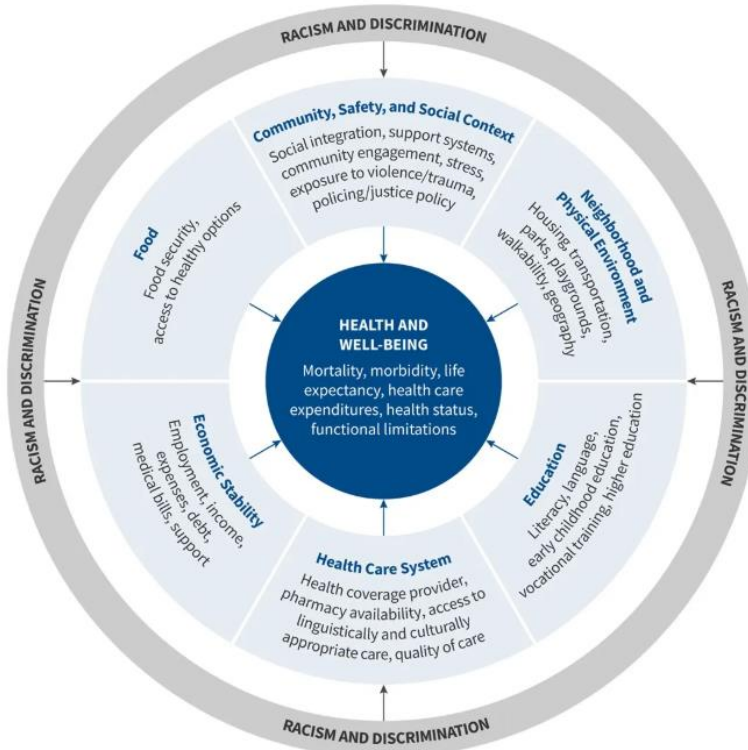 RACISM AND DISCRIMINATION
Community, Safety, and Social Context
Social integration, support systems,
community engagement, stress,
exposure to violence/trauma,
policing/justice policy
Neighborhood and
Physical Environment
Housing, transportation,
parks, playgrounds,
walkability, geography
Food
Food security,
access to healthy options
RACISM AND DISCRIMINATION
RACISM AND DISCRIMINATION
HEALTH AND
WELL-BEING
Mortality, morbidity, life
expectancy, health care
expenditures, health status,
functional limitations
Economic Stability
Employment, income,
expenses, debt,
medical bills, support
Education
Literacy, language,
early childhood education,
vocational training, higher education
Health Care System
Health coverage provider,
pharmacy availability, access to
linguistically and culturally
appropriate care, quality of care
RACISM AND DISCRIMINATION